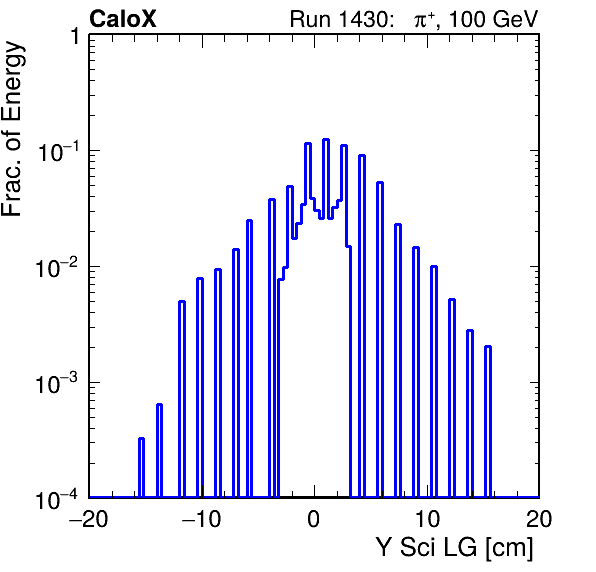 CaloX Run 1430: π⁺, 100 GeV
Frac. of Energy
1
10⁻¹
10⁻²
10⁻³
10⁻⁴
−20 −10 0 10 20
Y Sci LG [cm]